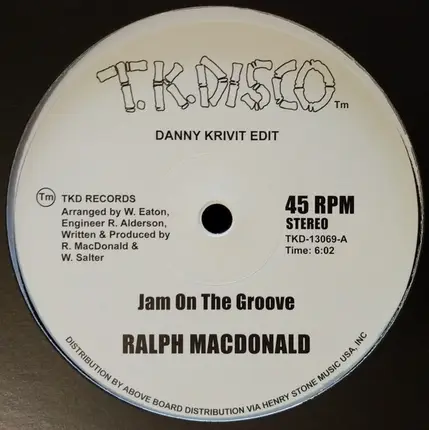 T.K. DISCO Tm
DANNY KRIVIT EDIT
Tm TKD RECORDS
Arranged by W. Eaton,
Engineer R. Alderson,
Written & Produced by
R. MacDonald &
W. Salter
45 RPM
STEREO
TKD-13069-A
Time: 6:02
Jam On The Groove
RALPH MACDONALD
DISTRIBUTION BY ABOVE BOARD DISTRIBUTION VIA HENRY STONE MUSIC USA, INC